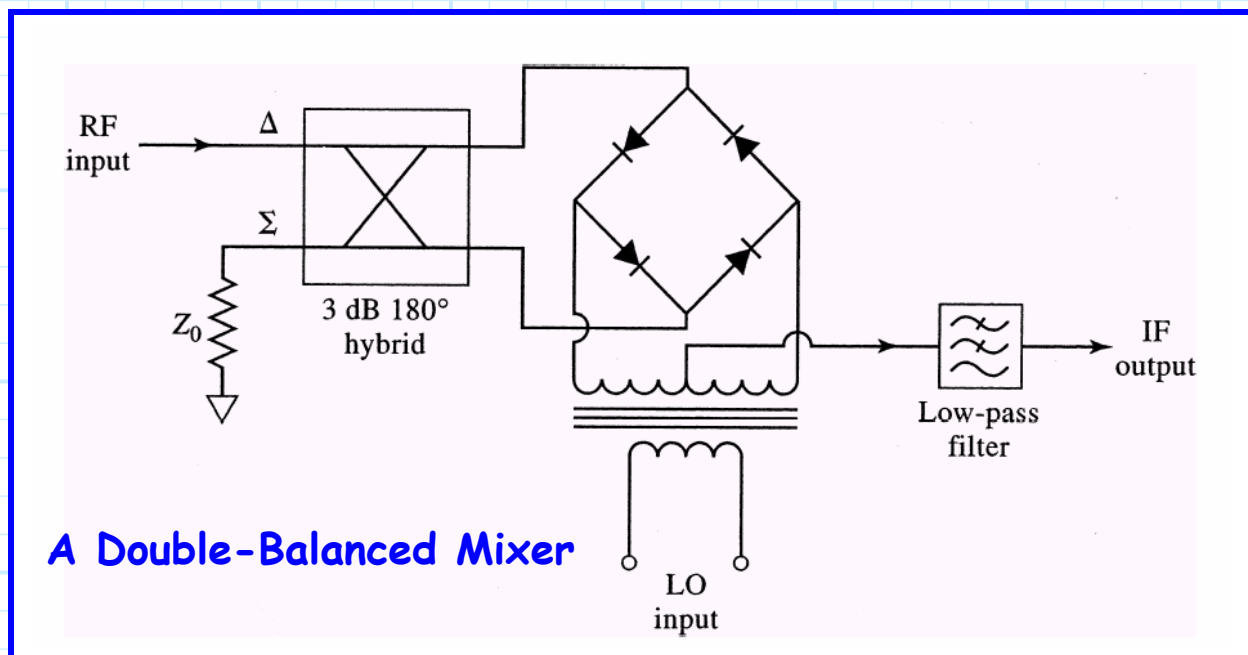 RF
input
Δ
Σ
Z0
3 dB 180°
hybrid
IF
output
Low-pass
filter
A Double-Balanced Mixer
LO
input